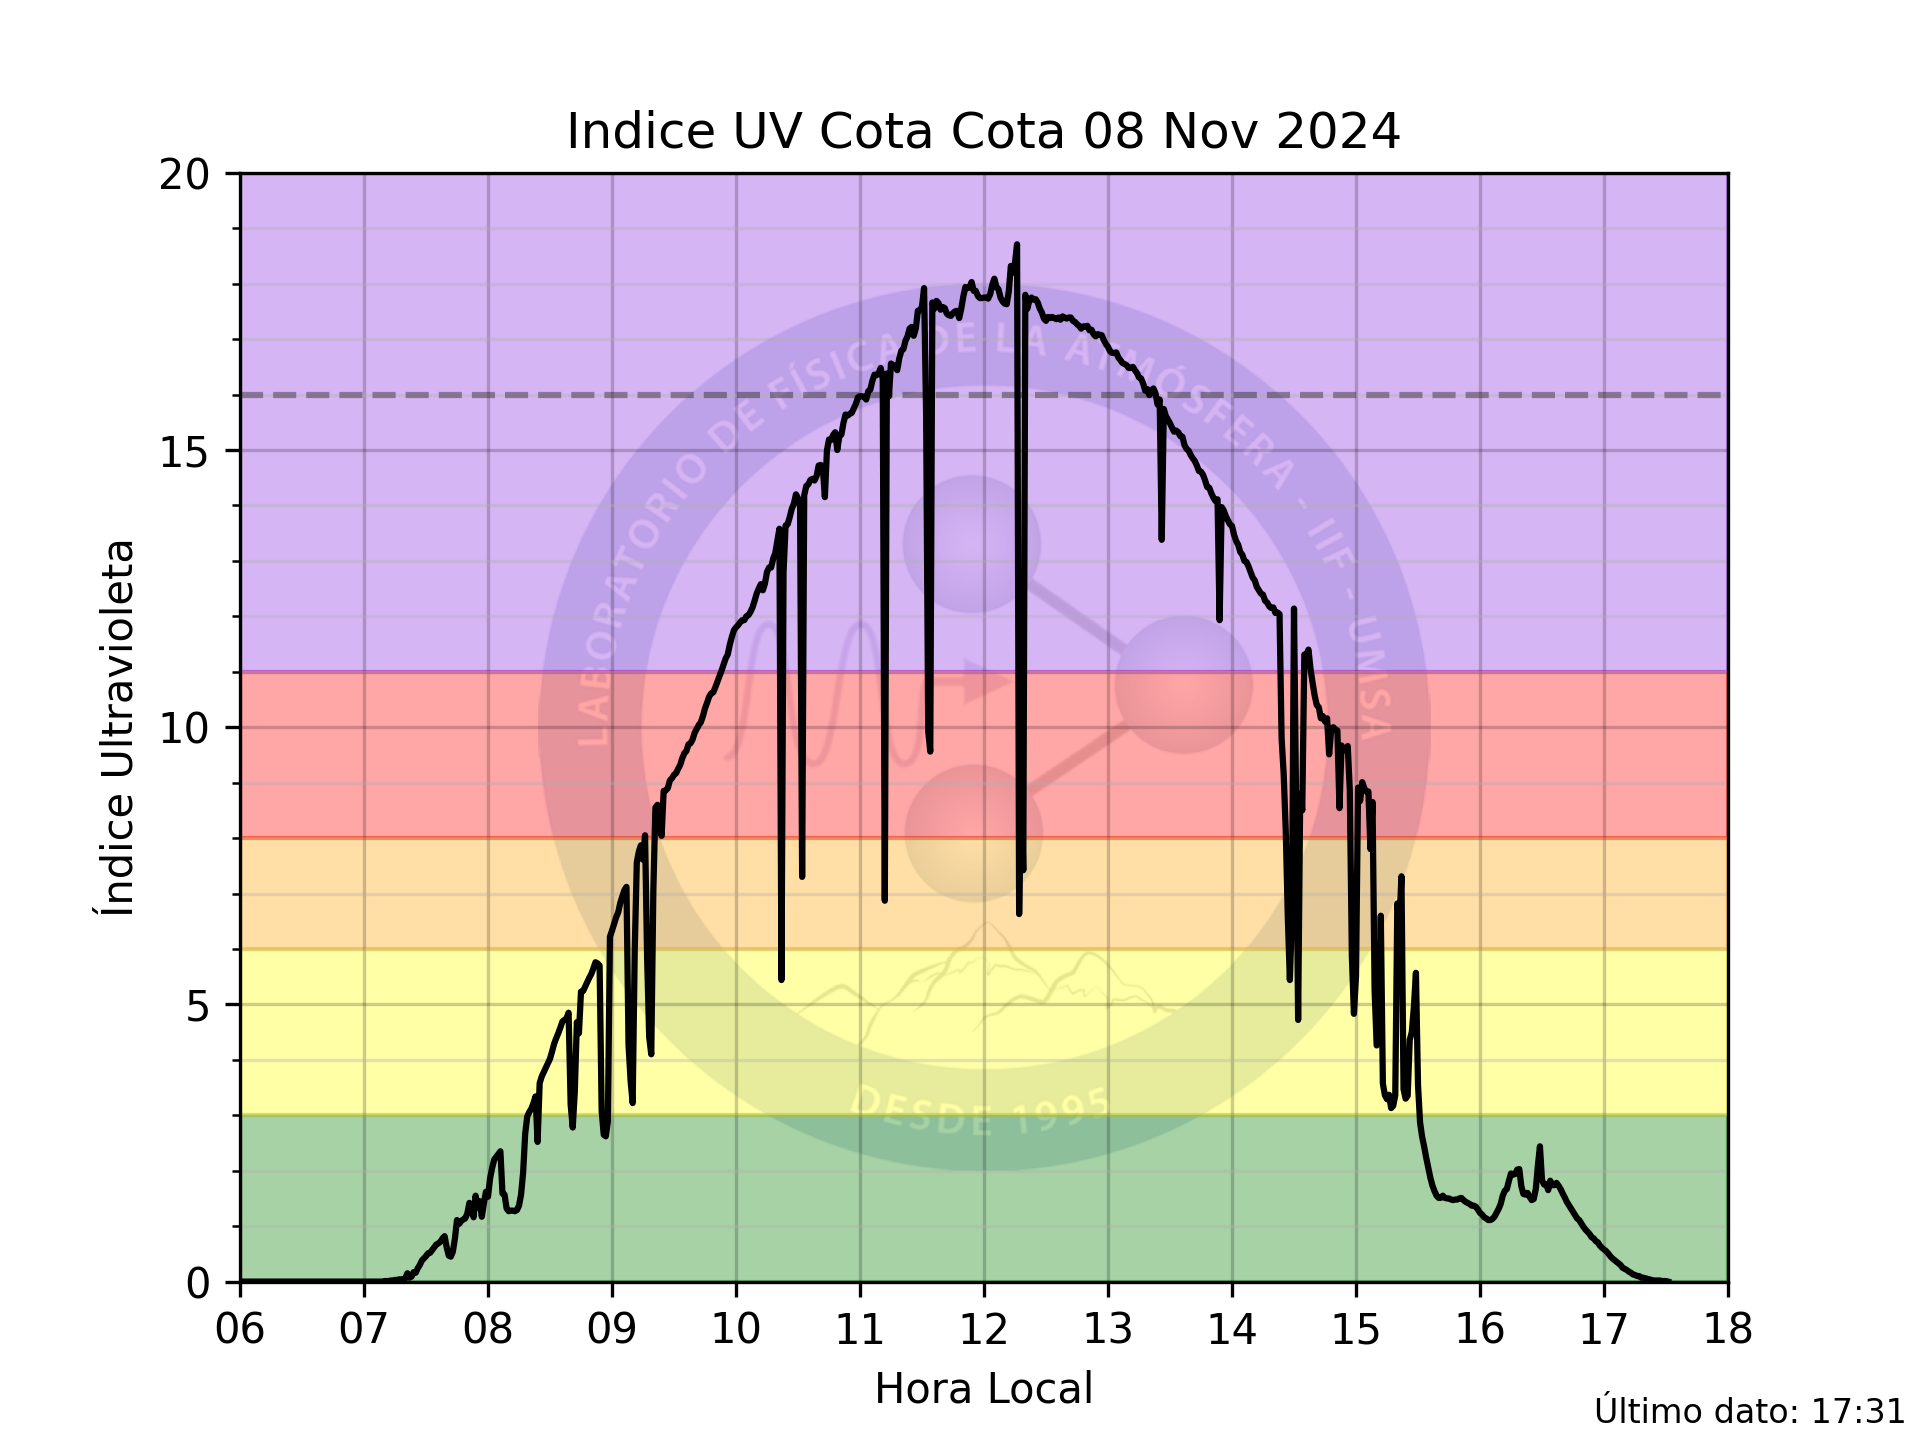 Indice UV Cota Cota 08 Nov 2024
20
15
10
5
0
Índice Ultravioleta
LABORATORIO DE FÍSICA DE LA ATMÓSFERA - IIF - UMSA
DESDE 1995
06 07 08 09 10 11 12 13 14 15 16 17 18
Hora Local
Último dato: 17:31